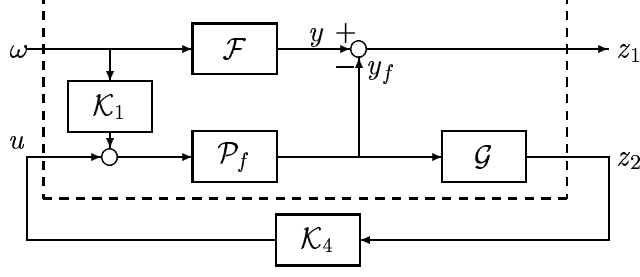 ω 𝓕 y + z₁
− y_f
𝒦₁
u 𝒫_f 𝒢 z₂
𝒦₄